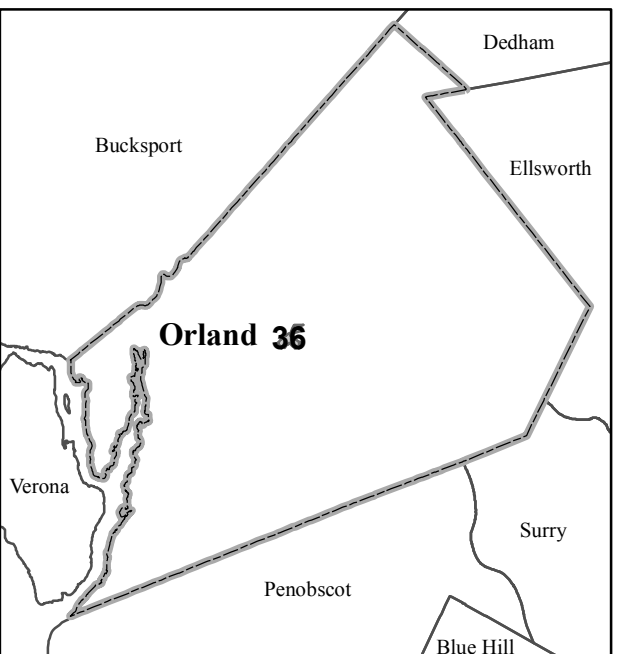 Dedham
Bucksport
Ellsworth
Orland 36
Verona
Surry
Penobscot
Blue Hill